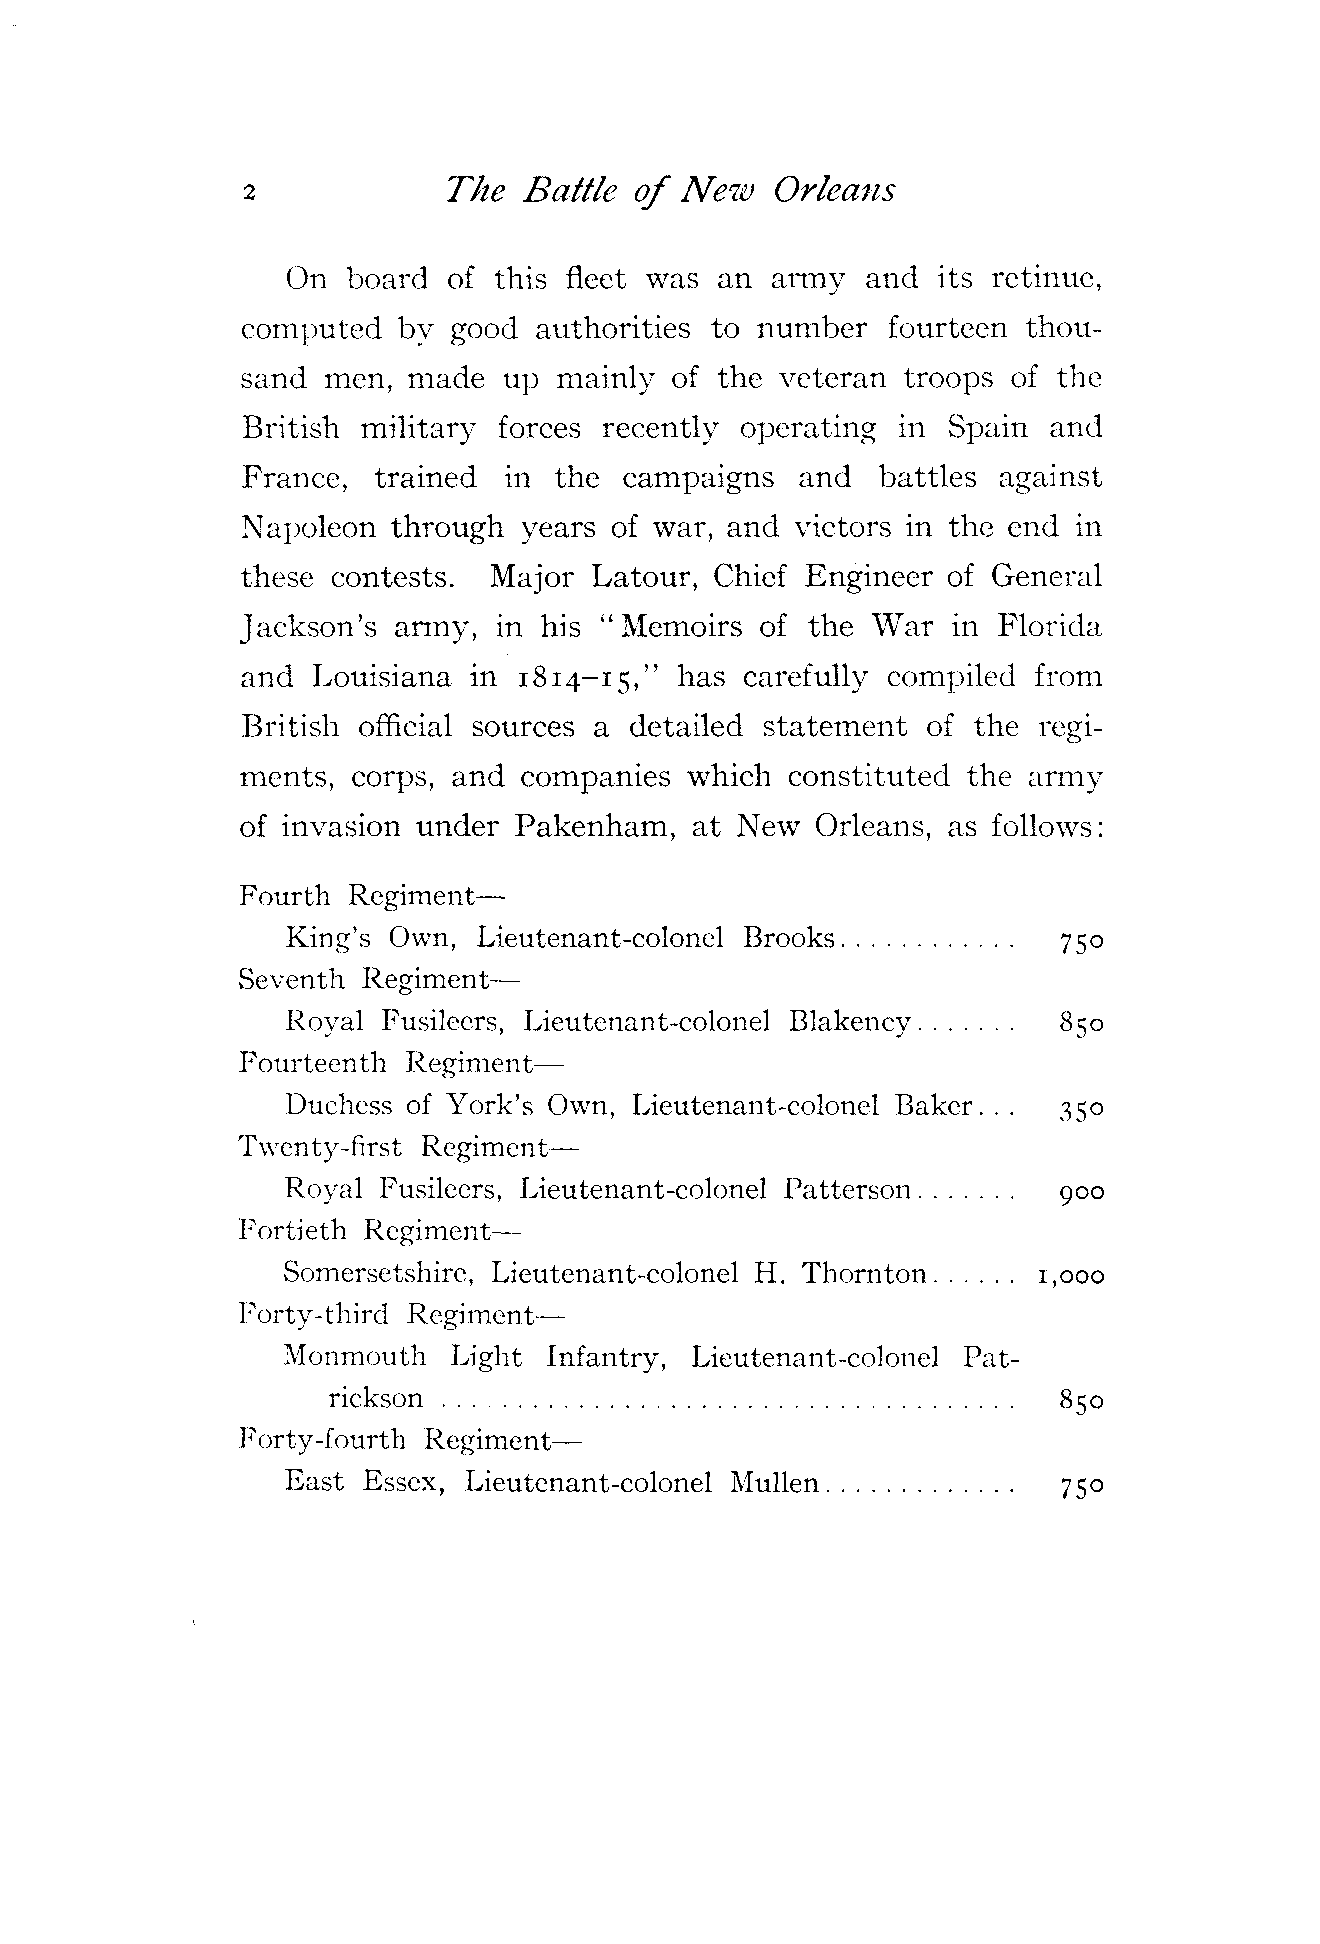 2 The Battle of New Orleans
On board of this fleet was an army and its retinue,
computed by good authorities to number fourteen thou-
sand men, made up mainly of the veteran troops of the
British military forces recently operating in Spain and
France, trained in the campaigns and battles against
Napoleon through years of war, and victors in the end in
these contests. Major Latour, Chief Engineer of General
Jackson's army, in his "Memoirs of the War in Florida
and Louisiana in 1814–15," has carefully compiled from
British official sources a detailed statement of the regi-
ments, corps, and companies which constituted the army
of invasion under Pakenham, at New Orleans, as follows:
Fourth Regiment—
King's Own, Lieutenant-colonel Brooks............ 750
Seventh Regiment—
Royal Fusileers, Lieutenant-colonel Blakency....... 850
Fourteenth Regiment—
Duchess of York's Own, Lieutenant-colonel Baker... 350
Twenty-first Regiment—
Royal Fusileers, Lieutenant-colonel Patterson....... 900
Fortieth Regiment—
Somersetshire, Lieutenant-colonel H. Thornton...... 1,000
Forty-third Regiment—
Monmouth Light Infantry, Lieutenant-colonel Pat-
rickson ...................................... 850
Forty-fourth Regiment—
East Essex, Lieutenant-colonel Mullen............. 750